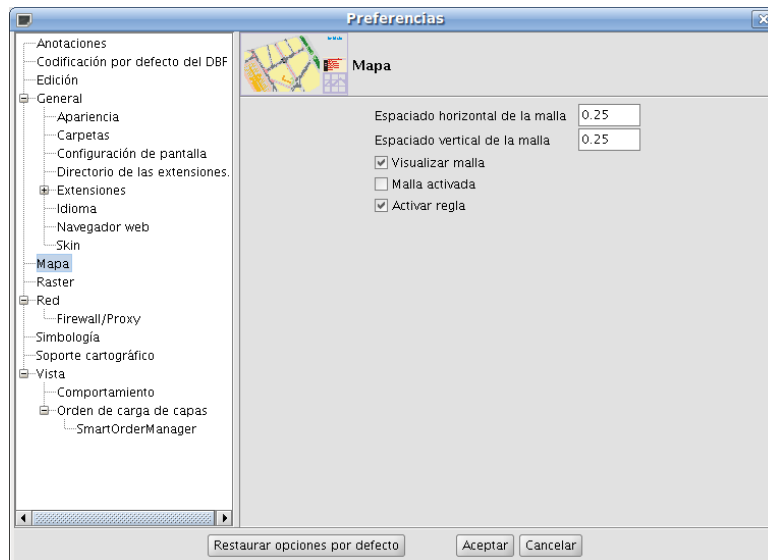 Preferencias
Anotaciones
Codificación por defecto del DBF
Edición
General
Apariencia
Carpetas
Configuración de pantalla
Directorio de las extensiones.
Extensiones
Idioma
Navegador web
Skin
Mapa
Raster
Red
Firewall/Proxy
Simbología
Soporte cartográfico
Vista
Comportamiento
Orden de carga de capas
SmartOrderManager
Mapa
Espaciado horizontal de la malla 0.25
Espaciado vertical de la malla 0.25
Visualizar malla
Malla activada
Activar regla
Restaurar opciones por defecto Aceptar Cancelar